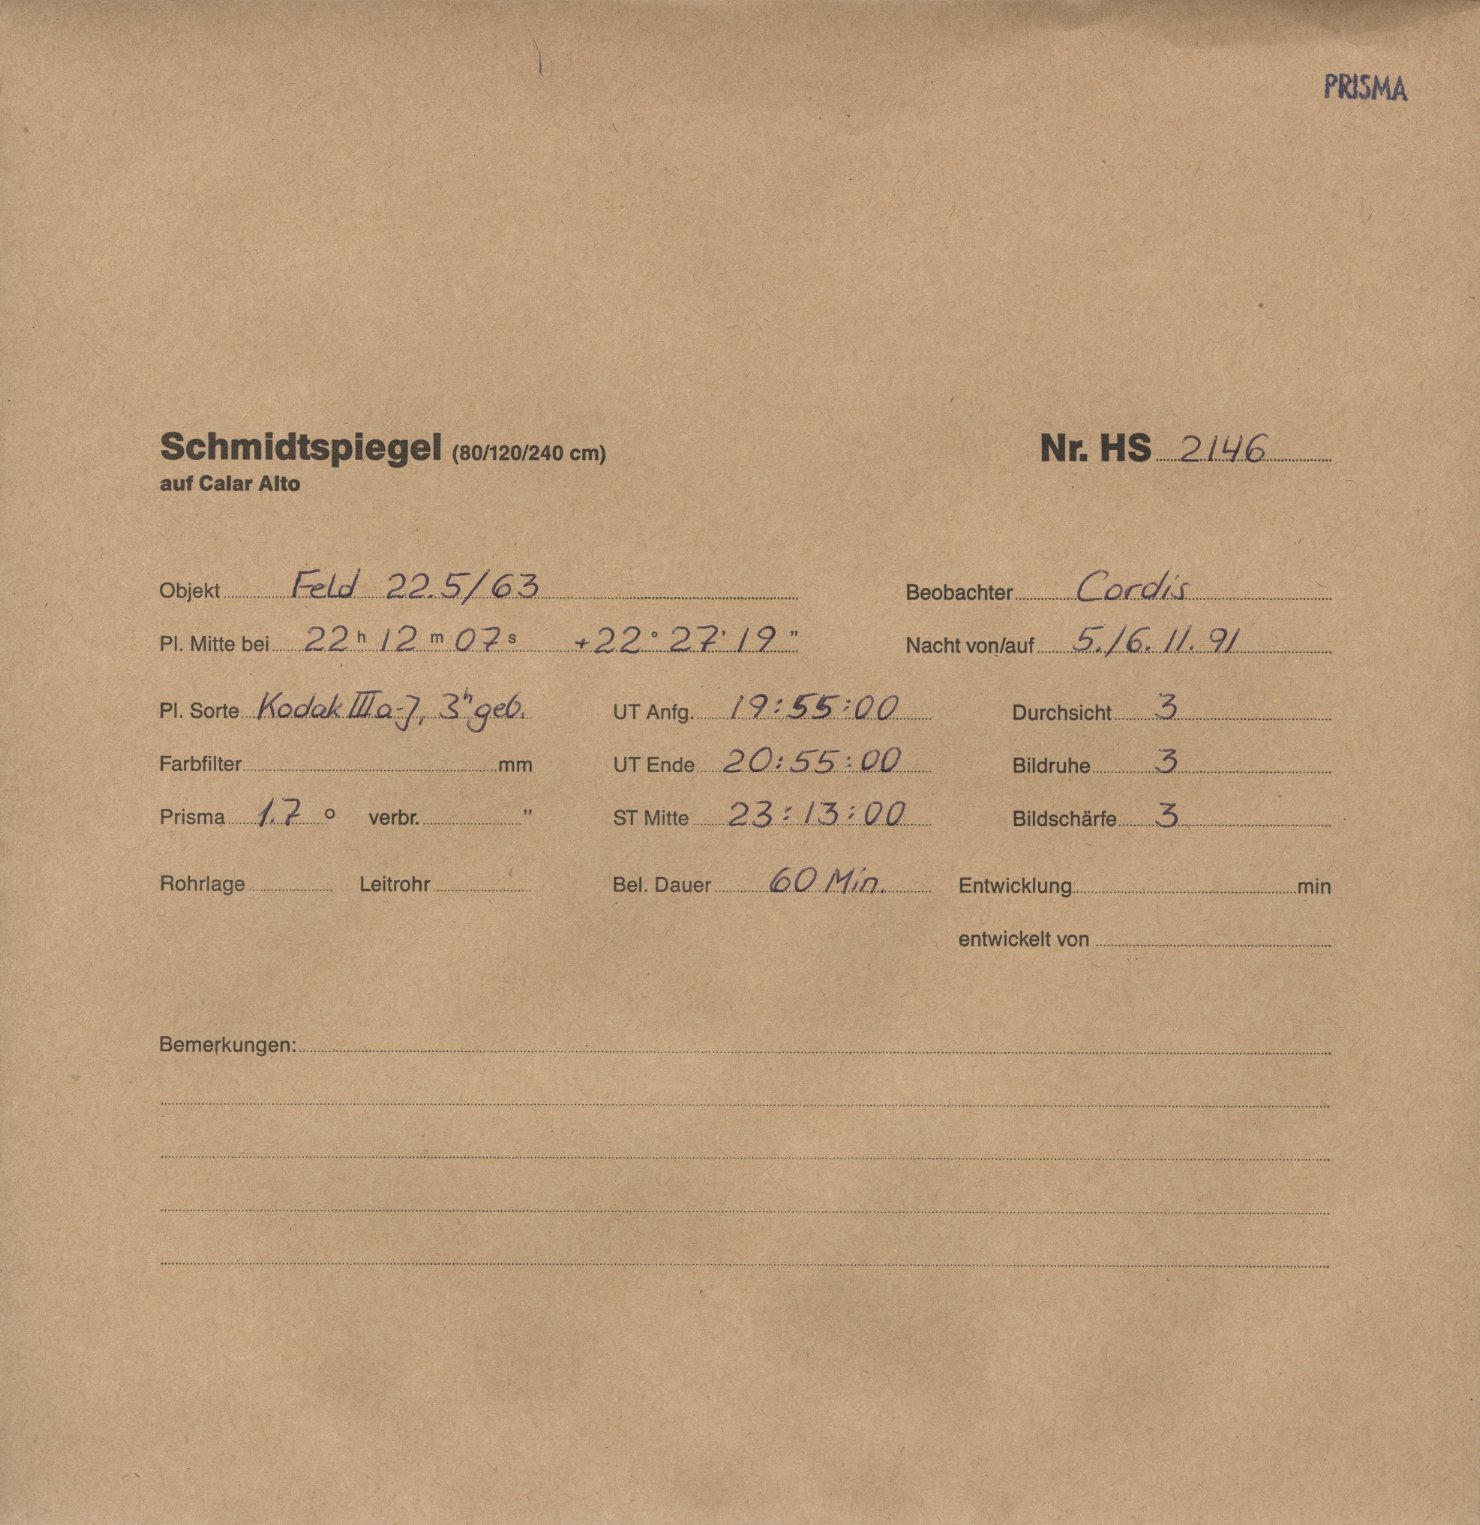 PRISMA
Schmidtspiegel (80/120/240 cm)
auf Calar Alto
Nr. HS 2146
Objekt Feld 22.5/63
Beobachter Cordis
Pl. Mitte bei 22 h 12 m 07 s +22° 27' 19 "
Nacht von/auf 5./6. 11. 91
Pl. Sorte Kodak IIIa-J, 3h geb.
UT Anfg. 19:55:00
Durchsicht 3
Farbfilter mm
UT Ende 20:55:00
Bildruhe 3
Prisma 1.7 ° verbr. "
ST Mitte 23:13:00
Bildschärfe 3
Rohrlage Leitrohr
Bel. Dauer 60 Min.
Entwicklung min
entwickelt von
Bemerkungen: